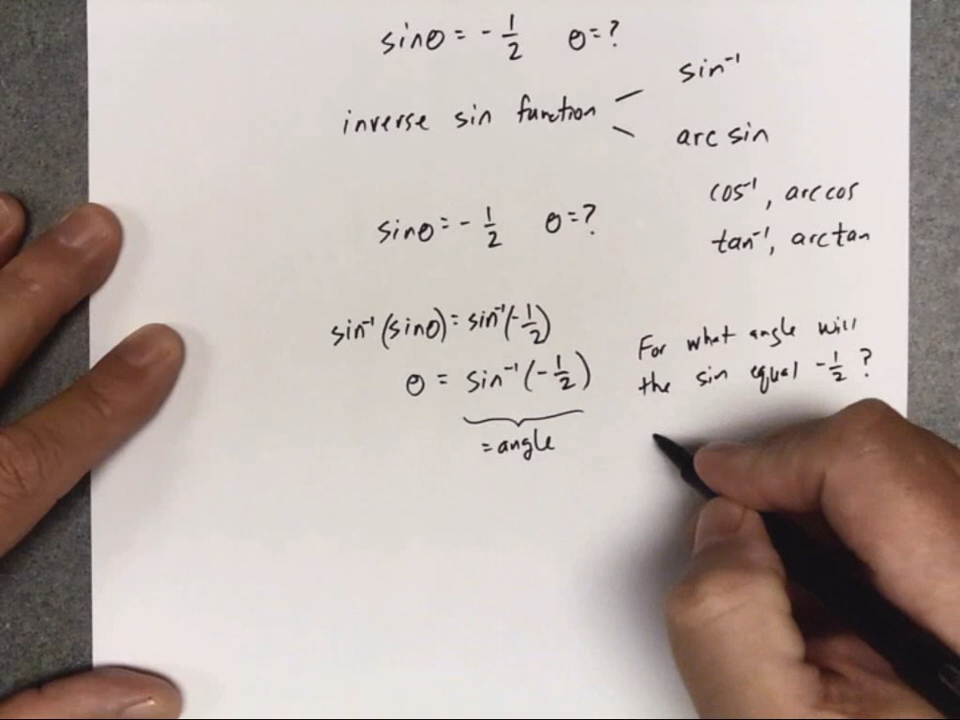 sinθ = -1/2 θ=?
inverse sin function
sin⁻¹
arc sin
cos⁻¹, arccos
tan⁻¹, arctan
sinθ = -1/2 θ=?
sin⁻¹(sinθ) = sin⁻¹(-1/2)
θ = sin⁻¹(-1/2)
= angle
For what angle will
the sin equal -1/2?